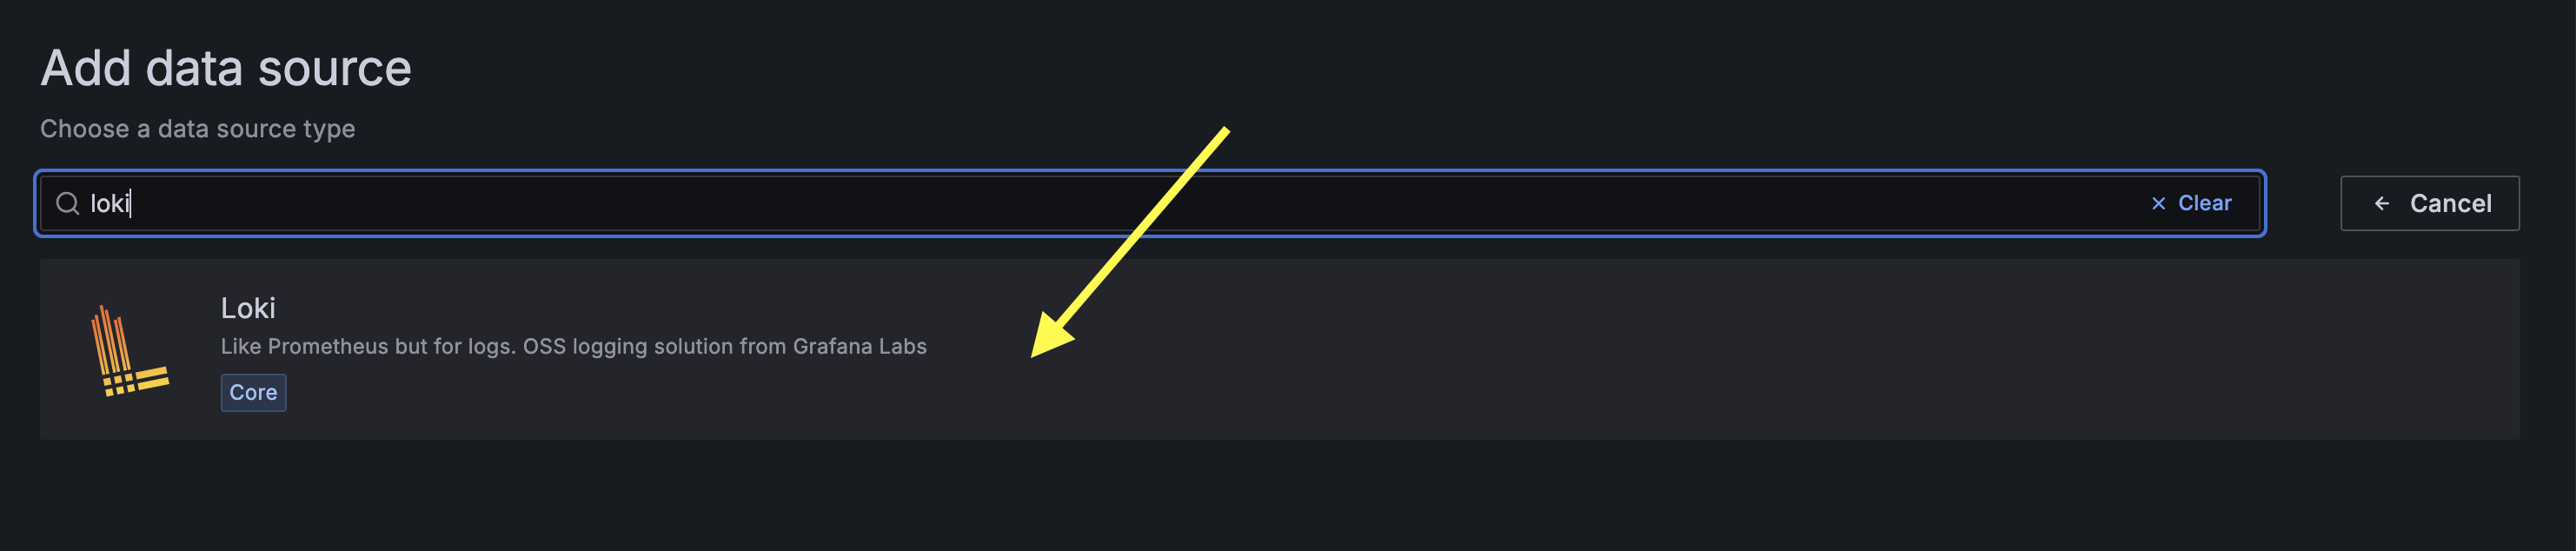 Add data source
Choose a data source type
loki
Clear
Cancel
Loki
Like Prometheus but for logs. OSS logging solution from Grafana Labs
Core